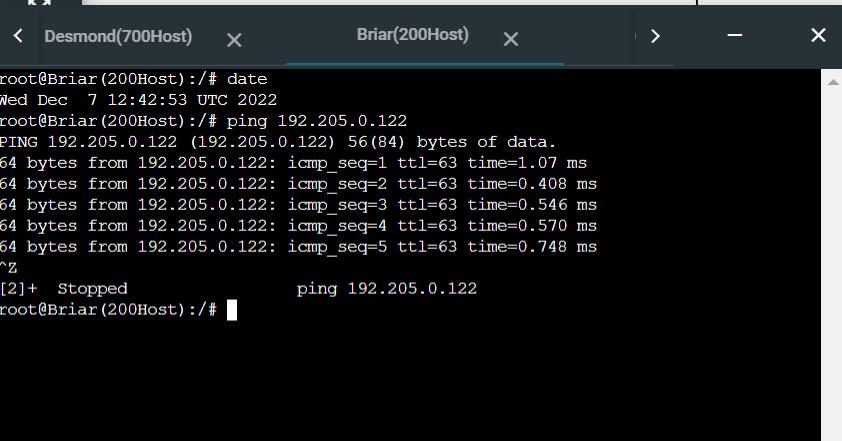 Desmond(700Host)
Briar(200Host)
root@Briar(200Host):/# date
Wed Dec  7 12:42:53 UTC 2022
root@Briar(200Host):/# ping 192.205.0.122
PING 192.205.0.122 (192.205.0.122) 56(84) bytes of data.
64 bytes from 192.205.0.122: icmp_seq=1 ttl=63 time=1.07 ms
64 bytes from 192.205.0.122: icmp_seq=2 ttl=63 time=0.408 ms
64 bytes from 192.205.0.122: icmp_seq=3 ttl=63 time=0.546 ms
64 bytes from 192.205.0.122: icmp_seq=4 ttl=63 time=0.570 ms
64 bytes from 192.205.0.122: icmp_seq=5 ttl=63 time=0.748 ms
^Z
[2]+  Stopped                 ping 192.205.0.122
root@Briar(200Host):/#